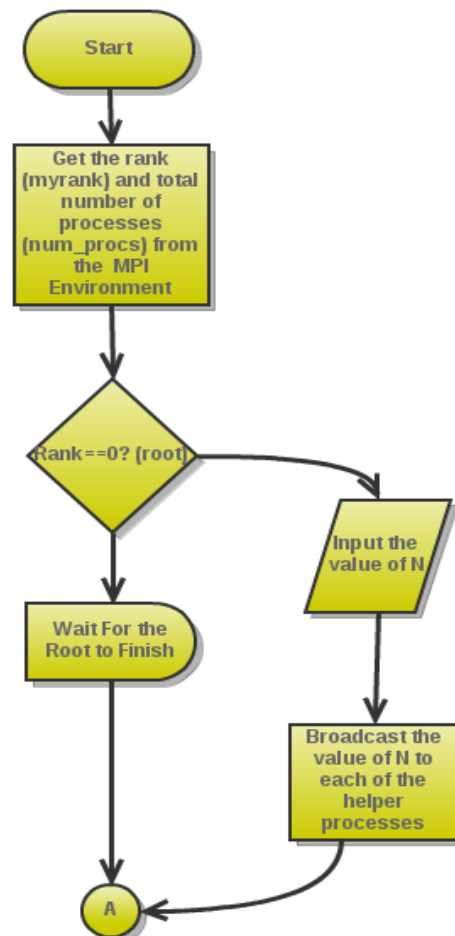 Start
Get the rank
(myrank) and total
number of
processes
(num_procs) from
the MPI
Environment
Rank==0? (root)
Input the
value of N
Wait For the
Root to Finish
Broadcast the
value of N to
each of the
helper
processes
A